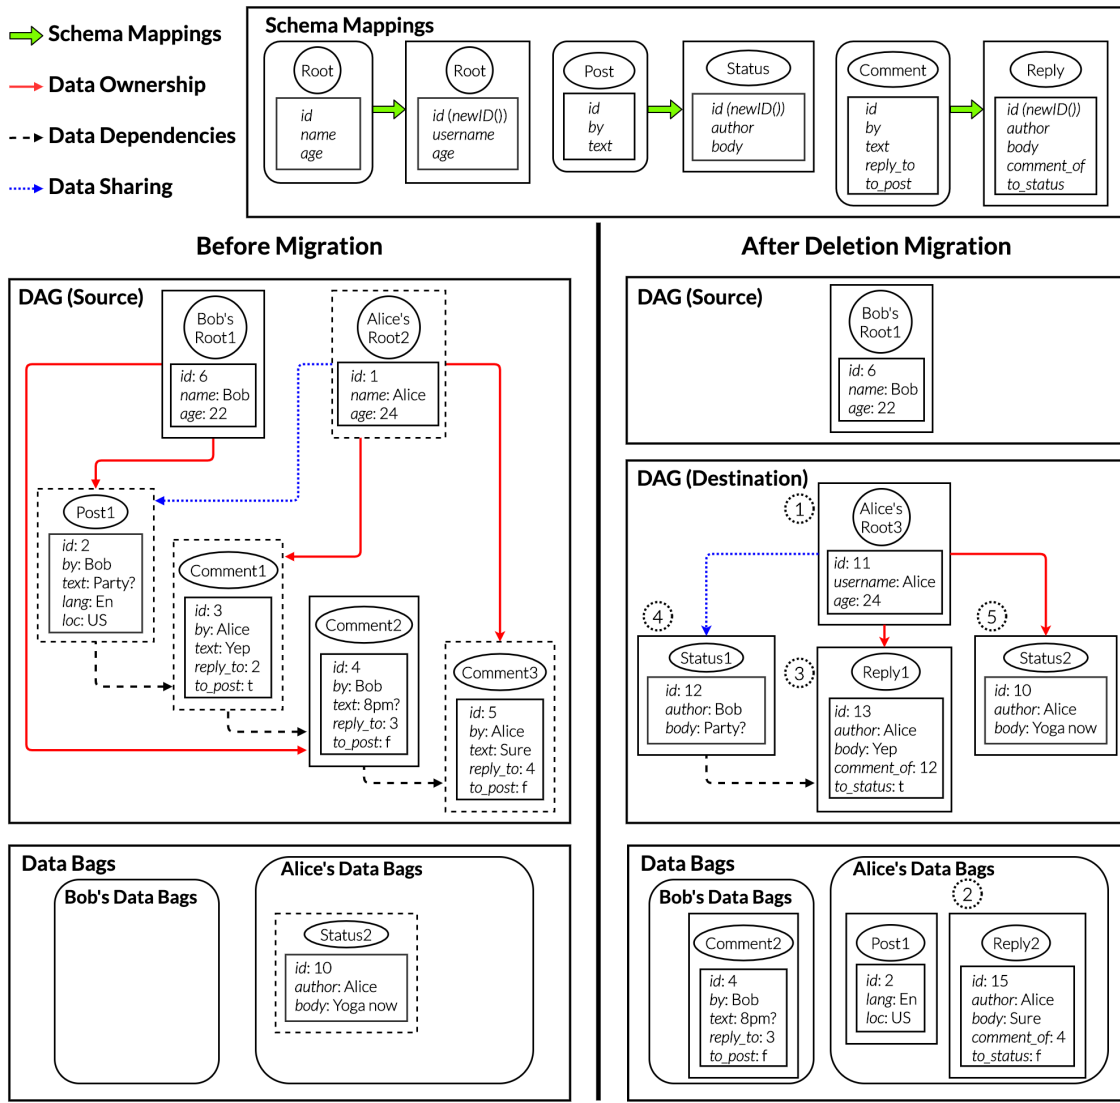 Schema Mappings
Data Ownership
Data Dependencies
Data Sharing
Schema Mappings
Root
id
name
age
Root
id (newID())
username
age
Post
id
by
text
Status
id (newID())
author
body
Comment
id
by
text
reply_to
to_post
Reply
id (newID())
author
body
comment_of
to_status
Before Migration
DAG (Source)
Bob's
Root1
id: 6
name: Bob
age: 22
Alice's
Root2
id: 1
name: Alice
age: 24
Post1
id: 2
by: Bob
text: Party?
lang: En
loc: US
Comment1
id: 3
by: Alice
text: Yep
reply_to: 2
to_post: t
Comment2
id: 4
by: Bob
text: 8pm?
reply_to: 3
to_post: f
Comment3
id: 5
by: Alice
text: Sure
reply_to: 4
to_post: f
Data Bags
Bob's Data Bags
Alice's Data Bags
Status2
id: 10
author: Alice
body: Yoga now
After Deletion Migration
DAG (Source)
Bob's
Root1
id: 6
name: Bob
age: 22
DAG (Destination)
1
Alice's
Root3
id: 11
username: Alice
age: 24
4
Status1
id: 12
author: Bob
body: Party?
3
Reply1
id: 13
author: Alice
body: Yep
comment_of: 12
to_status: t
5
Status2
id: 10
author: Alice
body: Yoga now
Data Bags
Bob's Data Bags
Comment2
id: 4
by: Bob
text: 8pm?
reply_to: 3
to_post: f
Alice's Data Bags
2
Post1
id: 2
lang: En
loc: US
Reply2
id: 15
author: Alice
body: Sure
comment_of: 4
to_status: f